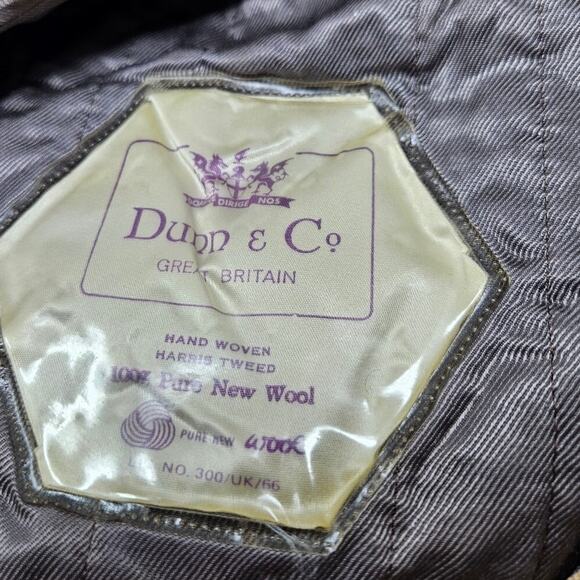 DOMINE DIRIGE NOS
Dunn & Co
GREAT BRITAIN
HAND WOVEN
HARRIS TWEED
100% Pure New Wool
PURE NEW WOOL
NO. 300/UK/66